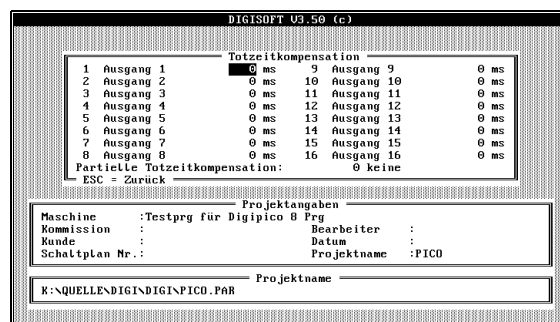 DIGISOFT V3.50 (c)
Totzeitkompensation
1 Ausgang 1 0 ms 9 Ausgang 9 0 ms
2 Ausgang 2 0 ms 10 Ausgang 10 0 ms
3 Ausgang 3 0 ms 11 Ausgang 11 0 ms
4 Ausgang 4 0 ms 12 Ausgang 12 0 ms
5 Ausgang 5 0 ms 13 Ausgang 13 0 ms
6 Ausgang 6 0 ms 14 Ausgang 14 0 ms
7 Ausgang 7 0 ms 15 Ausgang 15 0 ms
8 Ausgang 8 0 ms 16 Ausgang 16 0 ms
Partielle Totzeitkompensation: 0 keine
ESC = Zurück
Projektangaben
Maschine :Testprg für Digipico 8 Prg
Kommission : Bearbeiter :
Kunde : Datum :
Schaltplan Nr.: Projektname :PICO
Projektname
K:\QUELLE\DIGI\DIGI\PICO.PAR